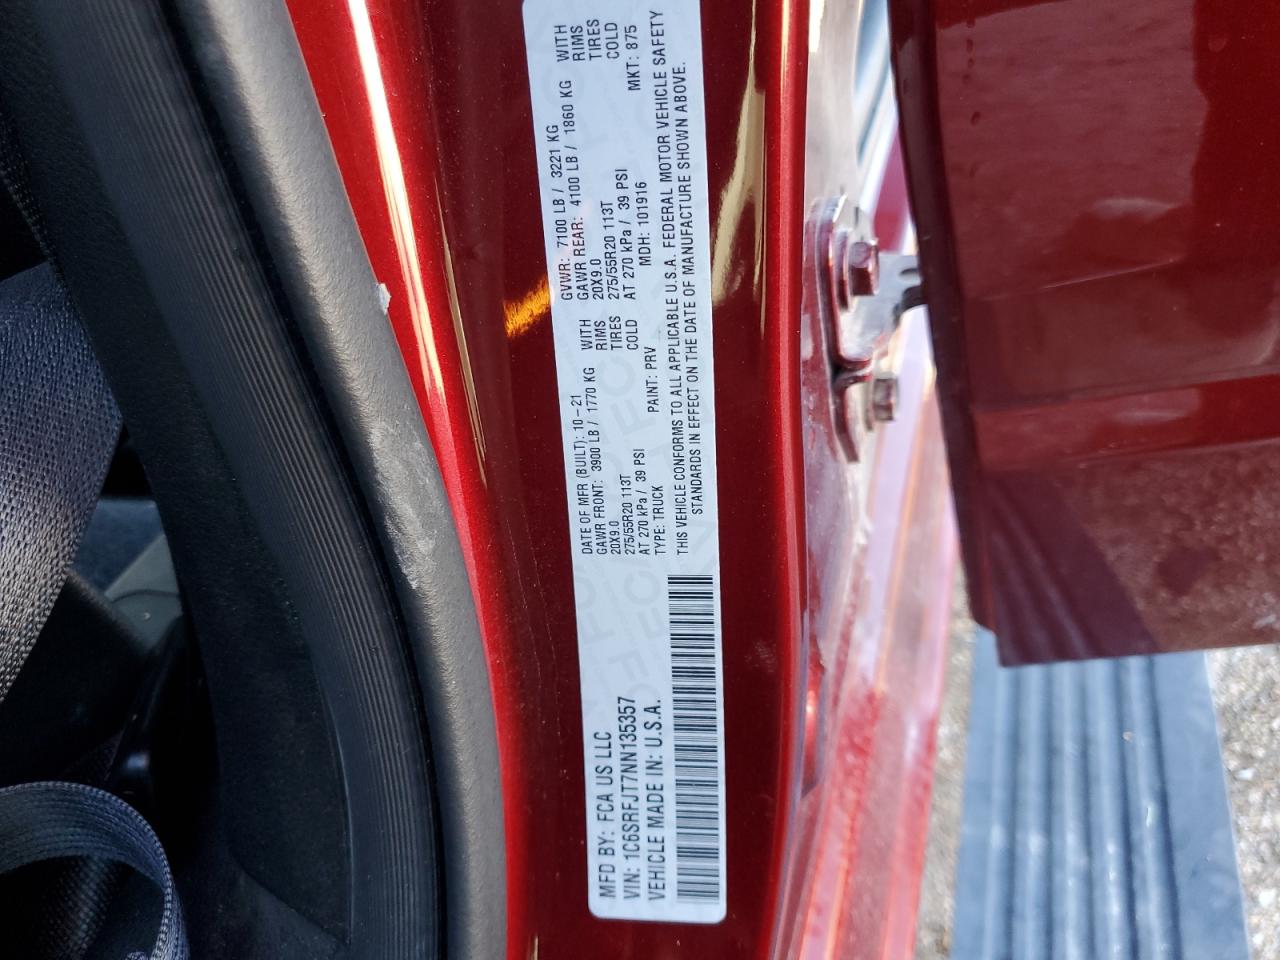 MFD BY: FCA US LLC
VIN: 1C6SRFJT7NN135357
VEHICLE MADE IN: U.S.A.
DATE OF MFR (BUILT): 10-21 GVWR: 7100 LB / 3221 KG
GAWR FRONT: 3900 LB / 1770 KG WITH GAWR REAR: 4100 LB / 1860 KG WITH
20X9.0 RIMS 20X9.0 RIMS
275/55R20 113T TIRES 275/55R20 113T TIRES
AT 270 kPa / 39 PSI COLD AT 270 kPa / 39 PSI COLD
TYPE: TRUCK PAINT: PRV MDH: 101916 MKT: 875
THIS VEHICLE CONFORMS TO ALL APPLICABLE U.S.A. FEDERAL MOTOR VEHICLE SAFETY
STANDARDS IN EFFECT ON THE DATE OF MANUFACTURE SHOWN ABOVE.